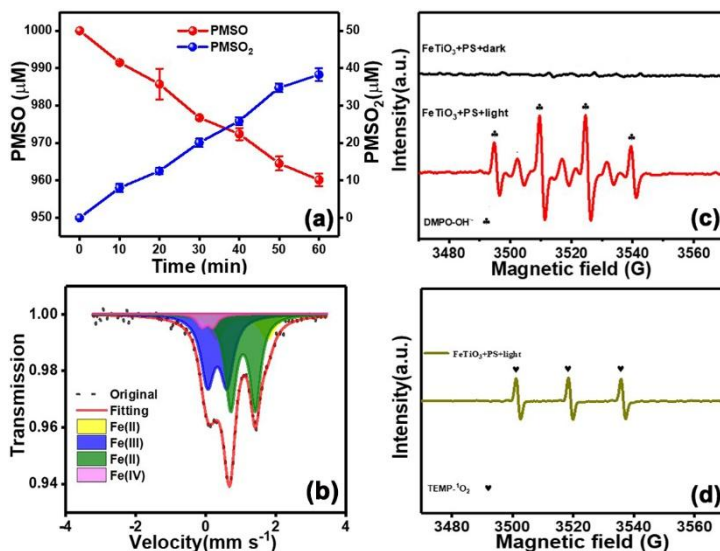 1000
990
980
970
960
950
PMSO (μM)
PMSO
PMSO₂
50
40
30
20
10
0
PMSO₂(μM)
(a)
0 10 20 30 40 50 60
Time (min)
1.00
0.98
0.96
0.94
Transmission
Original
Fitting
Fe(II)
Fe(III)
Fe(II)
Fe(IV)
(b)
-4 -2 0 2 4
Velocity(mm s⁻¹)
Intensity(a.u.)
FeTiO₃+PS+dark
FeTiO₃+PS+light
♣ ♣ ♣ ♣
(c)
DMPO-OH⁻ ♣
3480 3500 3520 3540 3560
Magnetic field (G)
Intensity(a.u.)
FeTiO₃+PS+light
♥ ♥ ♥
TEMP-¹O₂ ♥
(d)
3480 3500 3520 3540 3560
Magnetic field (G)